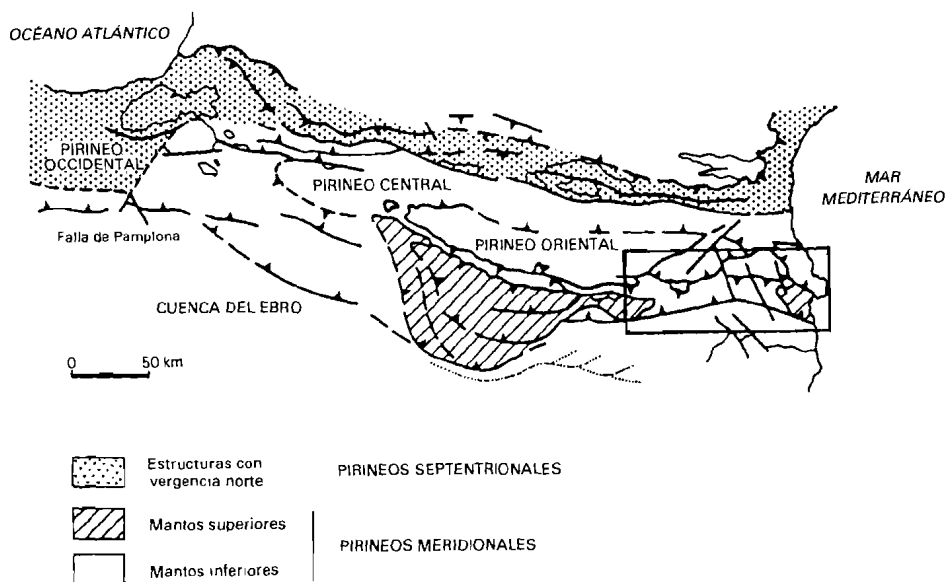 OCÉANO ATLÁNTICO
PIRINEO
OCCIDENTAL
PIRINEO CENTRAL
MAR
MEDITERRÁNEO
Falla de Pamplona
PIRINEO ORIENTAL
CUENCA DEL EBRO
0 50 km
Estructuras con
vergencia norte
PIRINEOS SEPTENTRIONALES
Mantos superiores
PIRINEOS MERIDIONALES
Mantos inferiores